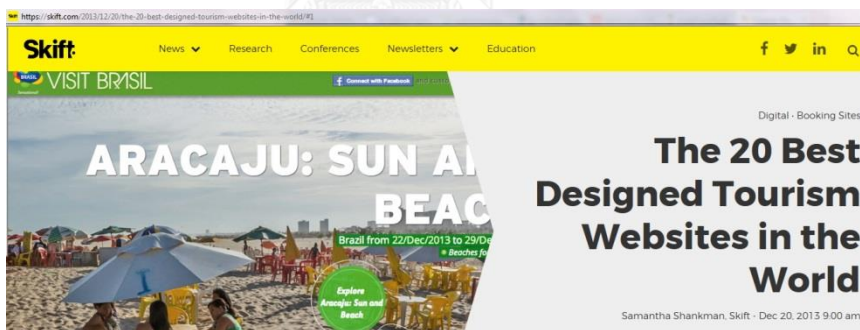 https://skift.com/2013/12/20/the-20-best-designed-tourism-websites-in-the-world/#1
Skift:
News Research Conferences Newsletters Education
BRASIL VISIT BRASIL
Connect with Facebook
ARACAJU: SUN A
BEAC
Brazil from 22/Dec/2013 to 29/De
Beaches fo
Explore
Aracaju: Sun and
Beach
Digital · Booking Sites
The 20 Best
Designed Tourism
Websites in the
World
Samantha Shankman, Skift - Dec 20, 2013 9:00 am